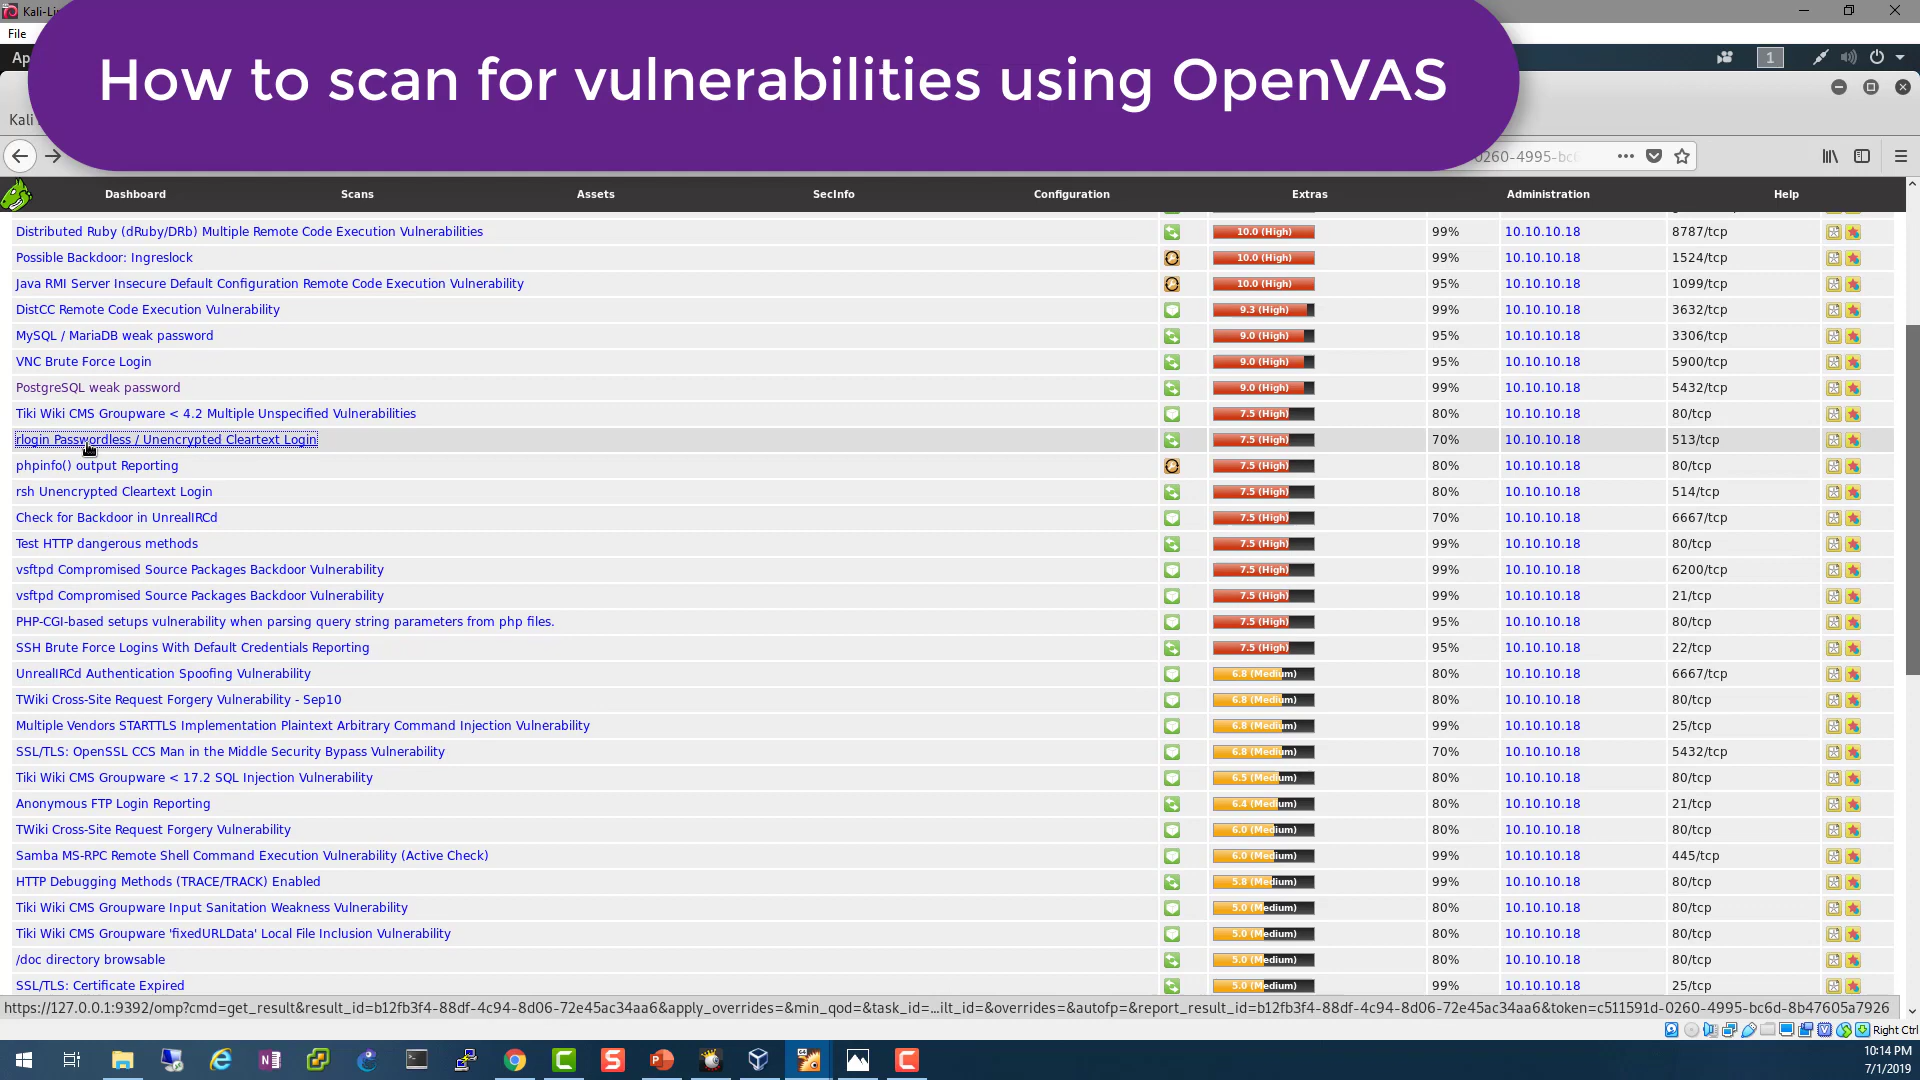 Kali-Li
How to scan for vulnerabilities using OpenVAS
File
Ap
1
Kali
0260-4995-bc6
Dashboard Scans Assets SecInfo Configuration Extras Administration Help
Distributed Ruby (dRuby/DRb) Multiple Remote Code Execution Vulnerabilities 10.0 (High) 99% 10.10.10.18 8787/tcp
Possible Backdoor: Ingreslock 10.0 (High) 99% 10.10.10.18 1524/tcp
Java RMI Server Insecure Default Configuration Remote Code Execution Vulnerability 10.0 (High) 95% 10.10.10.18 1099/tcp
DistCC Remote Code Execution Vulnerability 9.3 (High) 99% 10.10.10.18 3632/tcp
MySQL / MariaDB weak password 9.0 (High) 95% 10.10.10.18 3306/tcp
VNC Brute Force Login 9.0 (High) 95% 10.10.10.18 5900/tcp
PostgreSQL weak password 9.0 (High) 99% 10.10.10.18 5432/tcp
Tiki Wiki CMS Groupware < 4.2 Multiple Unspecified Vulnerabilities 7.5 (High) 80% 10.10.10.18 80/tcp
rlogin Passwordless / Unencrypted Cleartext Login 7.5 (High) 70% 10.10.10.18 513/tcp
phpinfo() output Reporting 7.5 (High) 80% 10.10.10.18 80/tcp
rsh Unencrypted Cleartext Login 7.5 (High) 80% 10.10.10.18 514/tcp
Check for Backdoor in UnrealIRCd 7.5 (High) 70% 10.10.10.18 6667/tcp
Test HTTP dangerous methods 7.5 (High) 99% 10.10.10.18 80/tcp
vsftpd Compromised Source Packages Backdoor Vulnerability 7.5 (High) 99% 10.10.10.18 6200/tcp
vsftpd Compromised Source Packages Backdoor Vulnerability 7.5 (High) 99% 10.10.10.18 21/tcp
PHP-CGI-based setups vulnerability when parsing query string parameters from php files. 7.5 (High) 95% 10.10.10.18 80/tcp
SSH Brute Force Logins With Default Credentials Reporting 7.5 (High) 95% 10.10.10.18 22/tcp
UnrealIRCd Authentication Spoofing Vulnerability 6.8 (Medium) 80% 10.10.10.18 6667/tcp
TWiki Cross-Site Request Forgery Vulnerability - Sep10 6.8 (Medium) 80% 10.10.10.18 80/tcp
Multiple Vendors STARTTLS Implementation Plaintext Arbitrary Command Injection Vulnerability 6.8 (Medium) 99% 10.10.10.18 25/tcp
SSL/TLS: OpenSSL CCS Man in the Middle Security Bypass Vulnerability 6.8 (Medium) 70% 10.10.10.18 5432/tcp
Tiki Wiki CMS Groupware < 17.2 SQL Injection Vulnerability 6.5 (Medium) 80% 10.10.10.18 80/tcp
Anonymous FTP Login Reporting 6.4 (Medium) 80% 10.10.10.18 21/tcp
TWiki Cross-Site Request Forgery Vulnerability 6.0 (Medium) 80% 10.10.10.18 80/tcp
Samba MS-RPC Remote Shell Command Execution Vulnerability (Active Check) 6.0 (Medium) 99% 10.10.10.18 445/tcp
HTTP Debugging Methods (TRACE/TRACK) Enabled 5.8 (Medium) 99% 10.10.10.18 80/tcp
Tiki Wiki CMS Groupware Input Sanitation Weakness Vulnerability 5.0 (Medium) 80% 10.10.10.18 80/tcp
Tiki Wiki CMS Groupware 'fixedURLData' Local File Inclusion Vulnerability 5.0 (Medium) 80% 10.10.10.18 80/tcp
/doc directory browsable 5.0 (Medium) 80% 10.10.10.18 80/tcp
SSL/TLS: Certificate Expired 5.0 (Medium) 99% 10.10.10.18 25/tcp
https://127.0.0.1:9392/omp?cmd=get_result&result_id=b12fb3f4-88df-4c94-8d06-72e45ac34aa6&apply_overrides=&min_qod=&task_id=...ilt_id=&overrides=&autofp=&report_result_id=b12fb3f4-88df-4c94-8d06-72e45ac34aa6&token=c511591d-0260-4995-bc6d-8b47605a7926
Right Ctrl
10:14 PM
7/1/2019